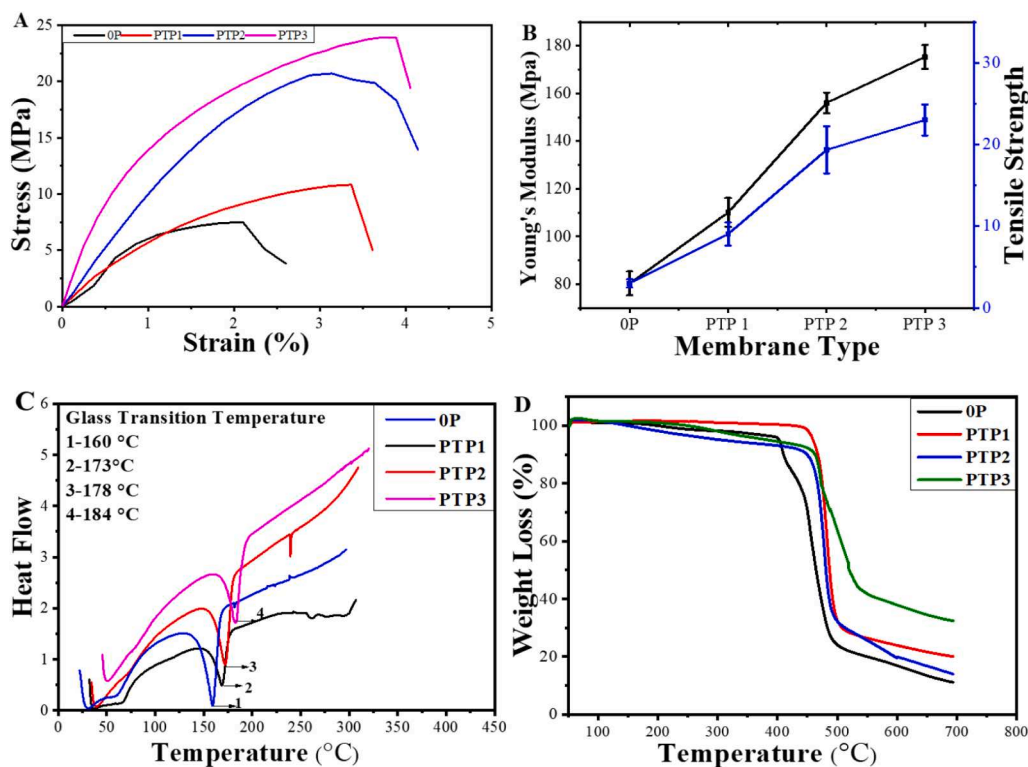 A
0P PTP1 PTP2 PTP3
25
20
15
10
5
0
0 1 2 3 4 5
Stress (MPa)
Strain (%)
B
180
160
140
120
100
80
30
20
10
0
0P PTP 1 PTP 2 PTP 3
Young's Modulus (Mpa)
Tensile Strength
Membrane Type
C
Glass Transition Temperature
1-160 °C
2-173°C
3-178 °C
4-184 °C
0P
PTP1
PTP2
PTP3
6
5
4
3
2
1
0
4
3
2
1
0 50 100 150 200 250 300 350
Heat Flow
Temperature (°C)
D
0P
PTP1
PTP2
PTP3
100
80
60
40
20
0
100 200 300 400 500 600 700 800
Weight Loss (%)
Temperature (°C)